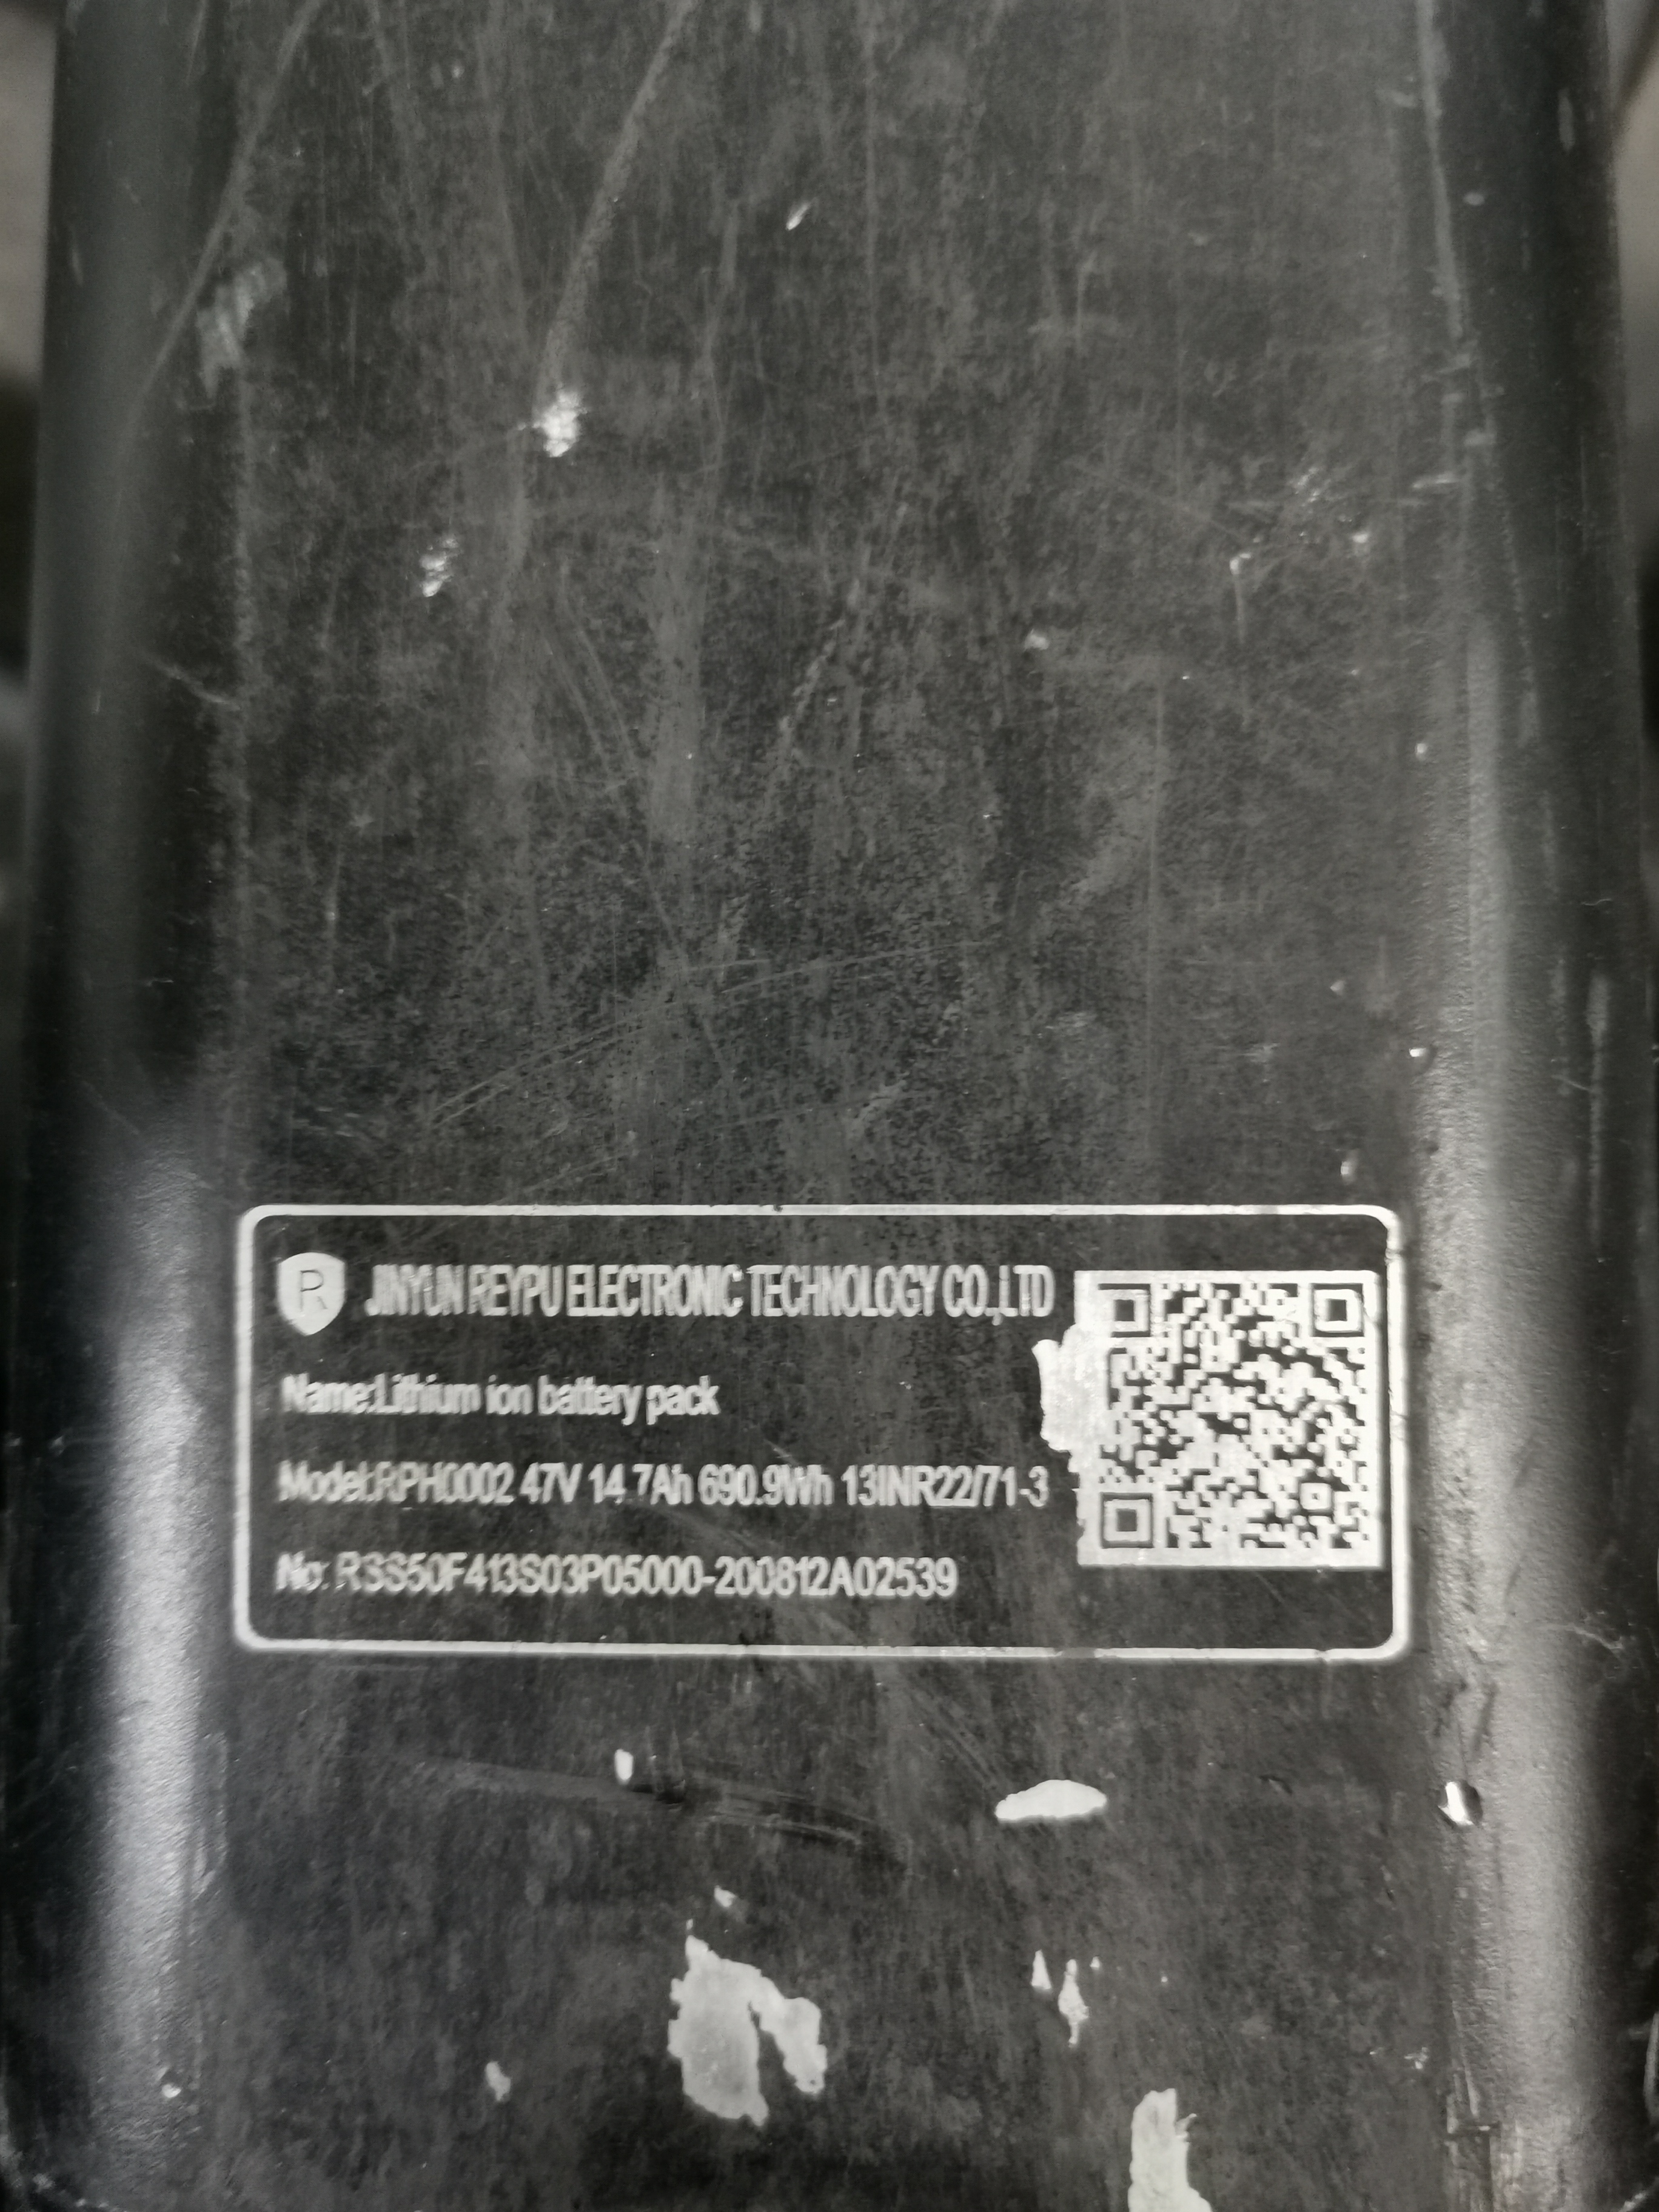 R JINYUN REYPU ELECTRONIC TECHNOLOGY CO.,LTD
Name:Lithium ion battery pack
Model:RPH0002 47V 14.7Ah 690.9Wh 13INR22/71-3
No: RSS50F413S03P05000-200812A02539